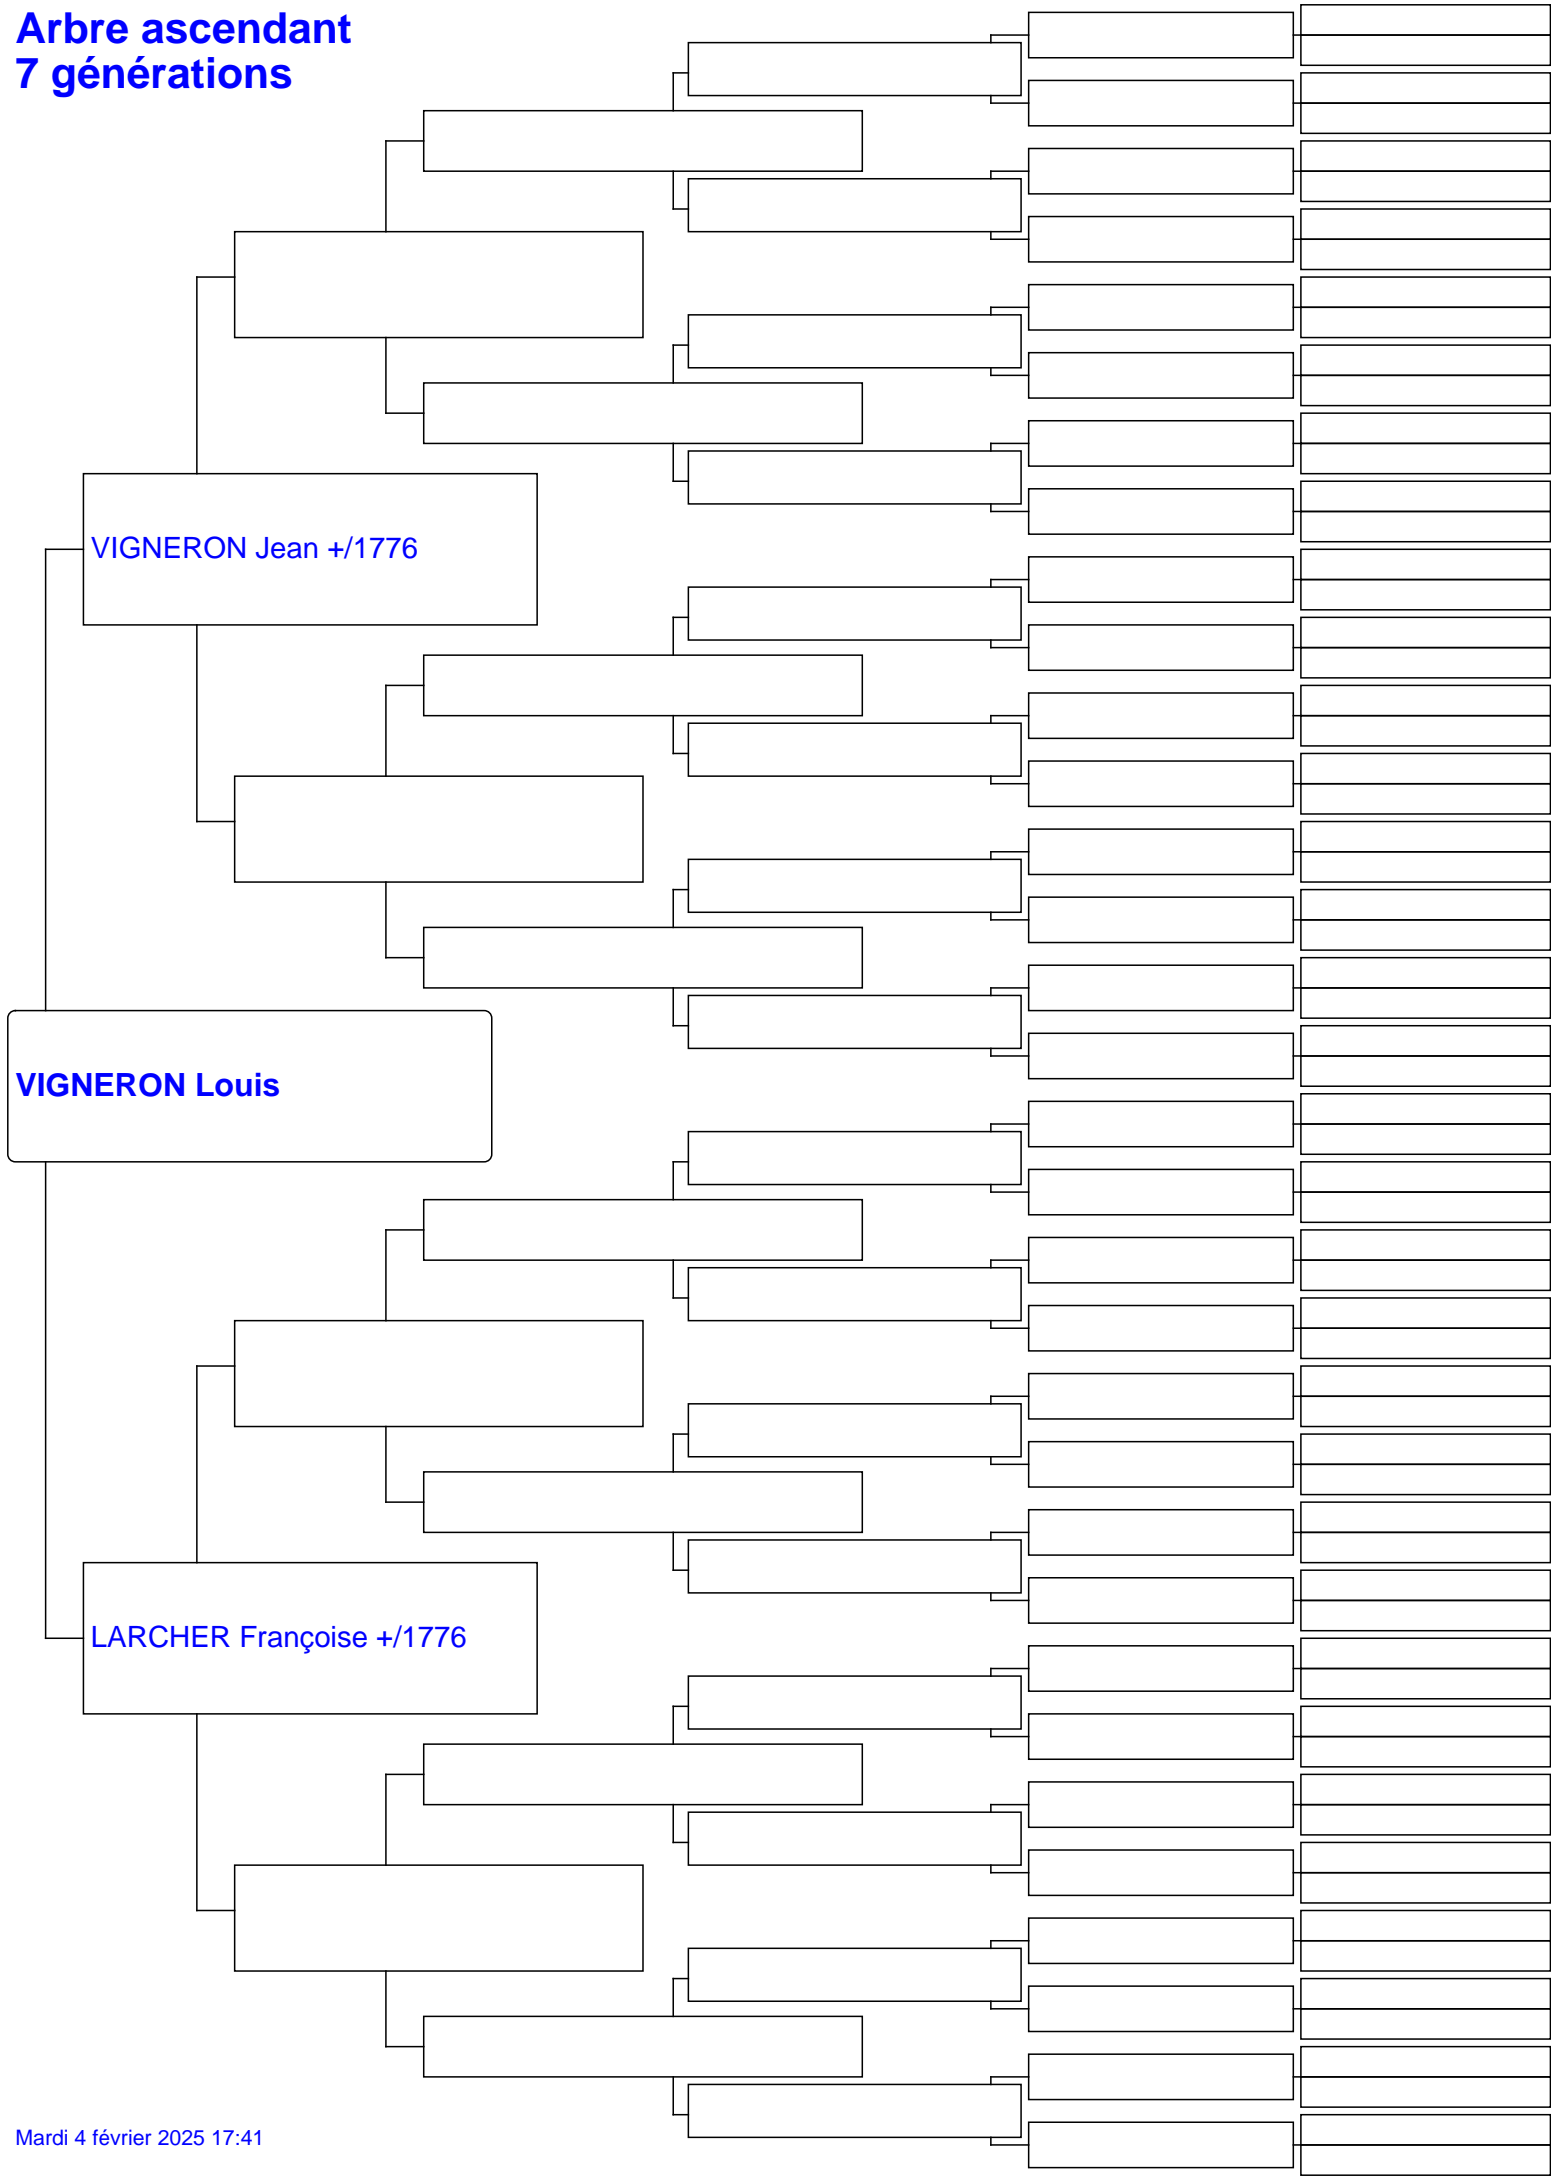 Arbre ascendant
7 générations
VIGNERON Jean +/1776
VIGNERON Louis
LARCHER Françoise +/1776
Mardi 4 février 2025 17:41